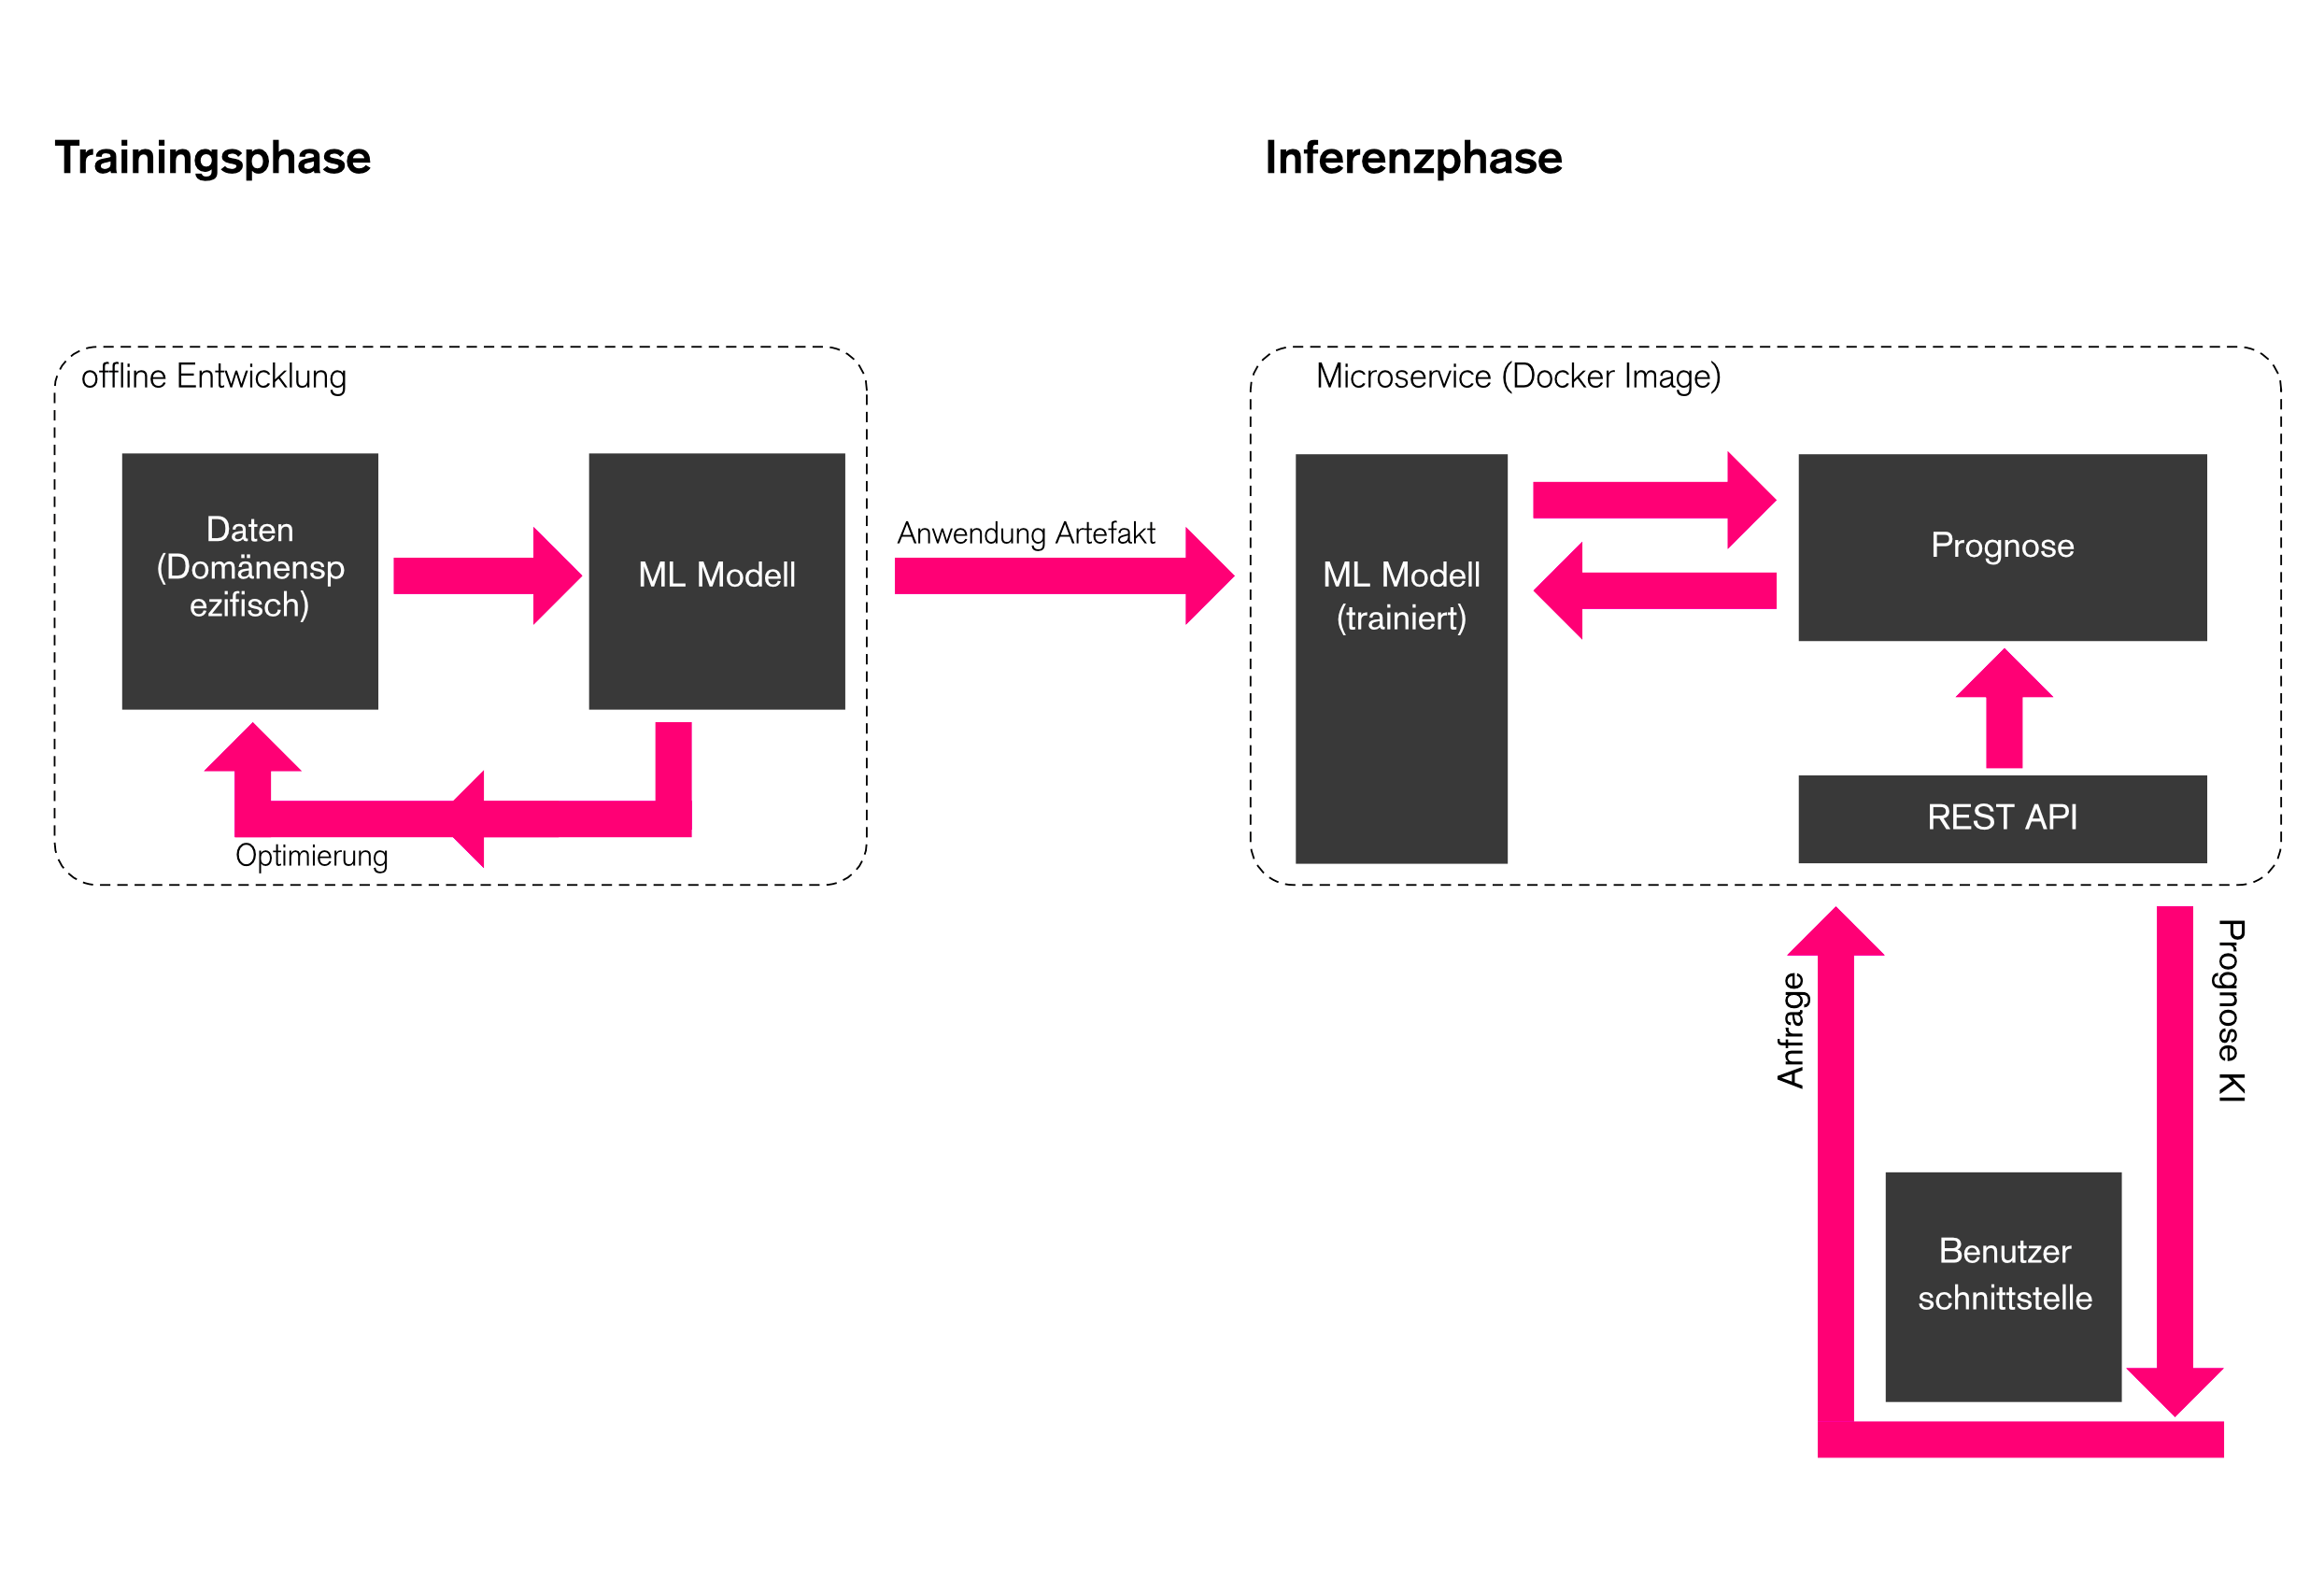 Trainingsphase
Inferenzphase
offline Entwicklung
Daten
(Domänensp
ezifisch)
ML Modell
Optimierung
Anwendung Artefakt
Microservice (Docker Image)
ML Modell
(trainiert)
Prognose
REST API
Anfrage
Prognose KI
Benutzer
schnittstelle